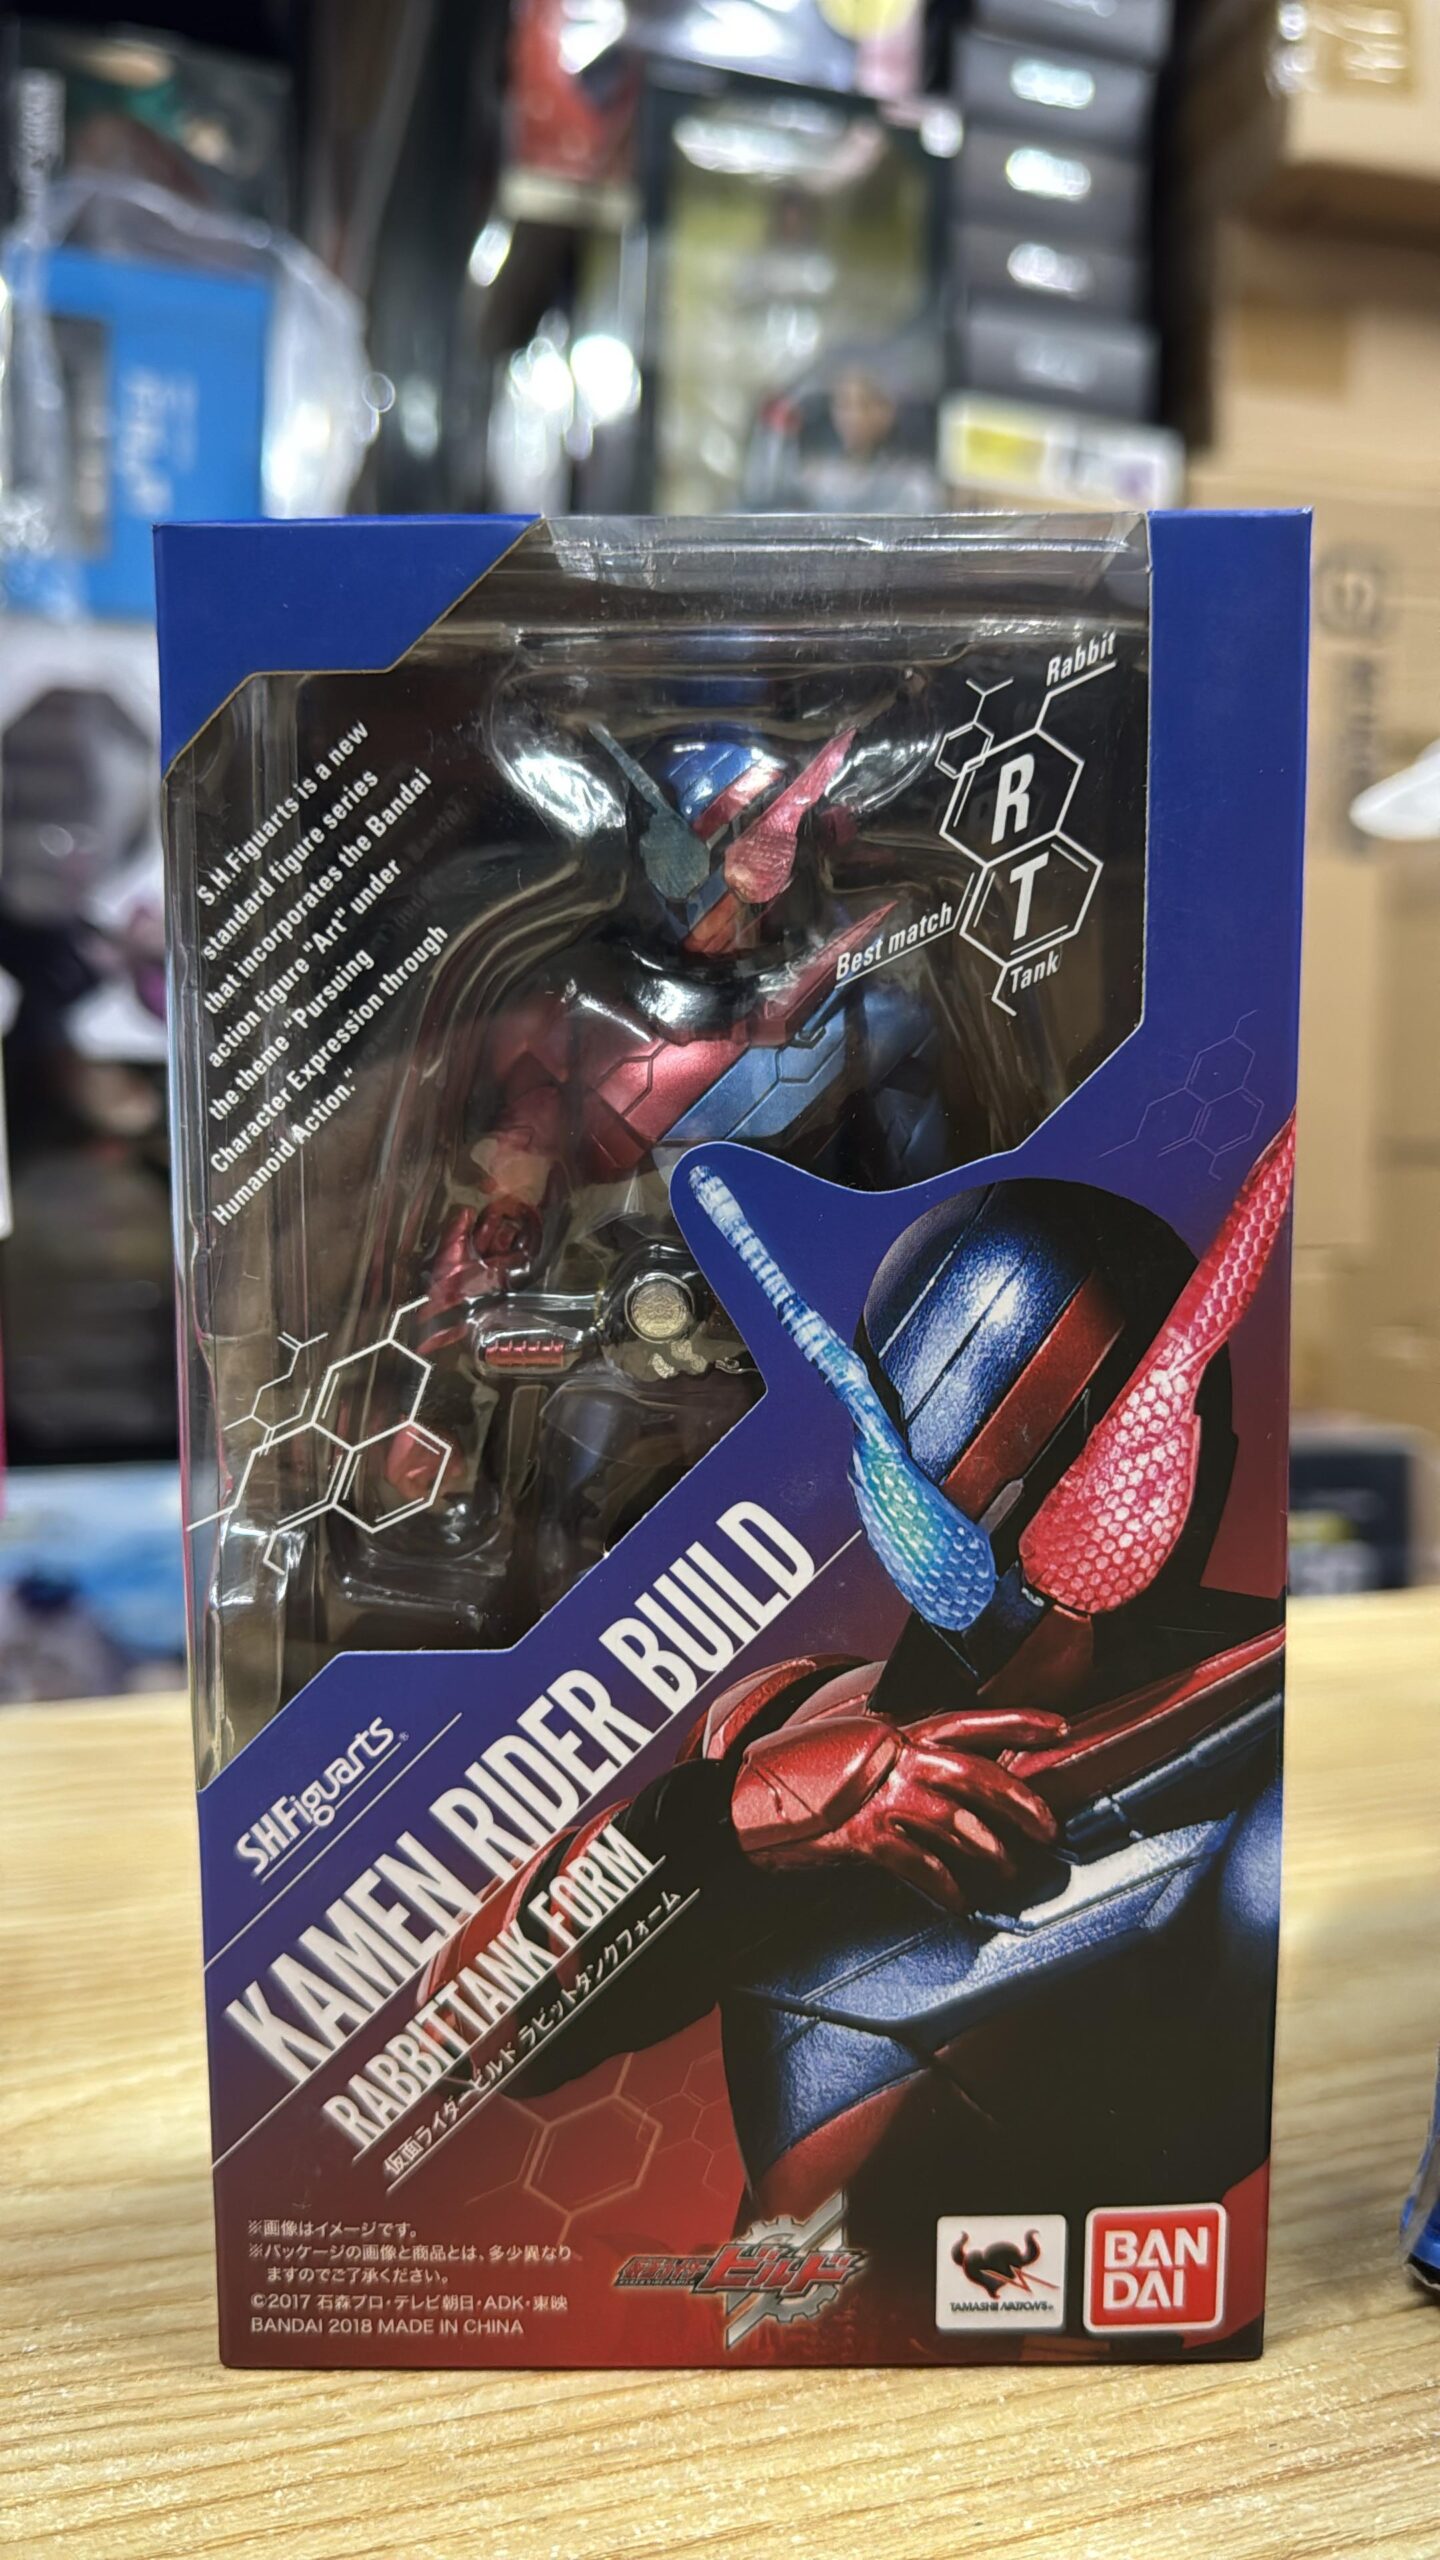 S.H.Figuarts is a new
standard figure series
that incorporates the Bandai
action figure "Art" under
the theme "Pursuing
Character Expression through
Humanoid Action."
Rabbit
R
T
Best match
Tank
S.H.Figuarts®
KAMEN RIDER BUILD
RABBITTANK FORM
仮面ライダービルド ラビットタンクフォーム
※画像はイメージです。
※パッケージの画像と商品とは、多少異なり
ますのでご了承ください。
©2017 石森プロ・テレビ朝日・ADK・東映
BANDAI 2018 MADE IN CHINA
仮面ライダー
ビルド
TAMASHII NATIONS®
BAN
DAI